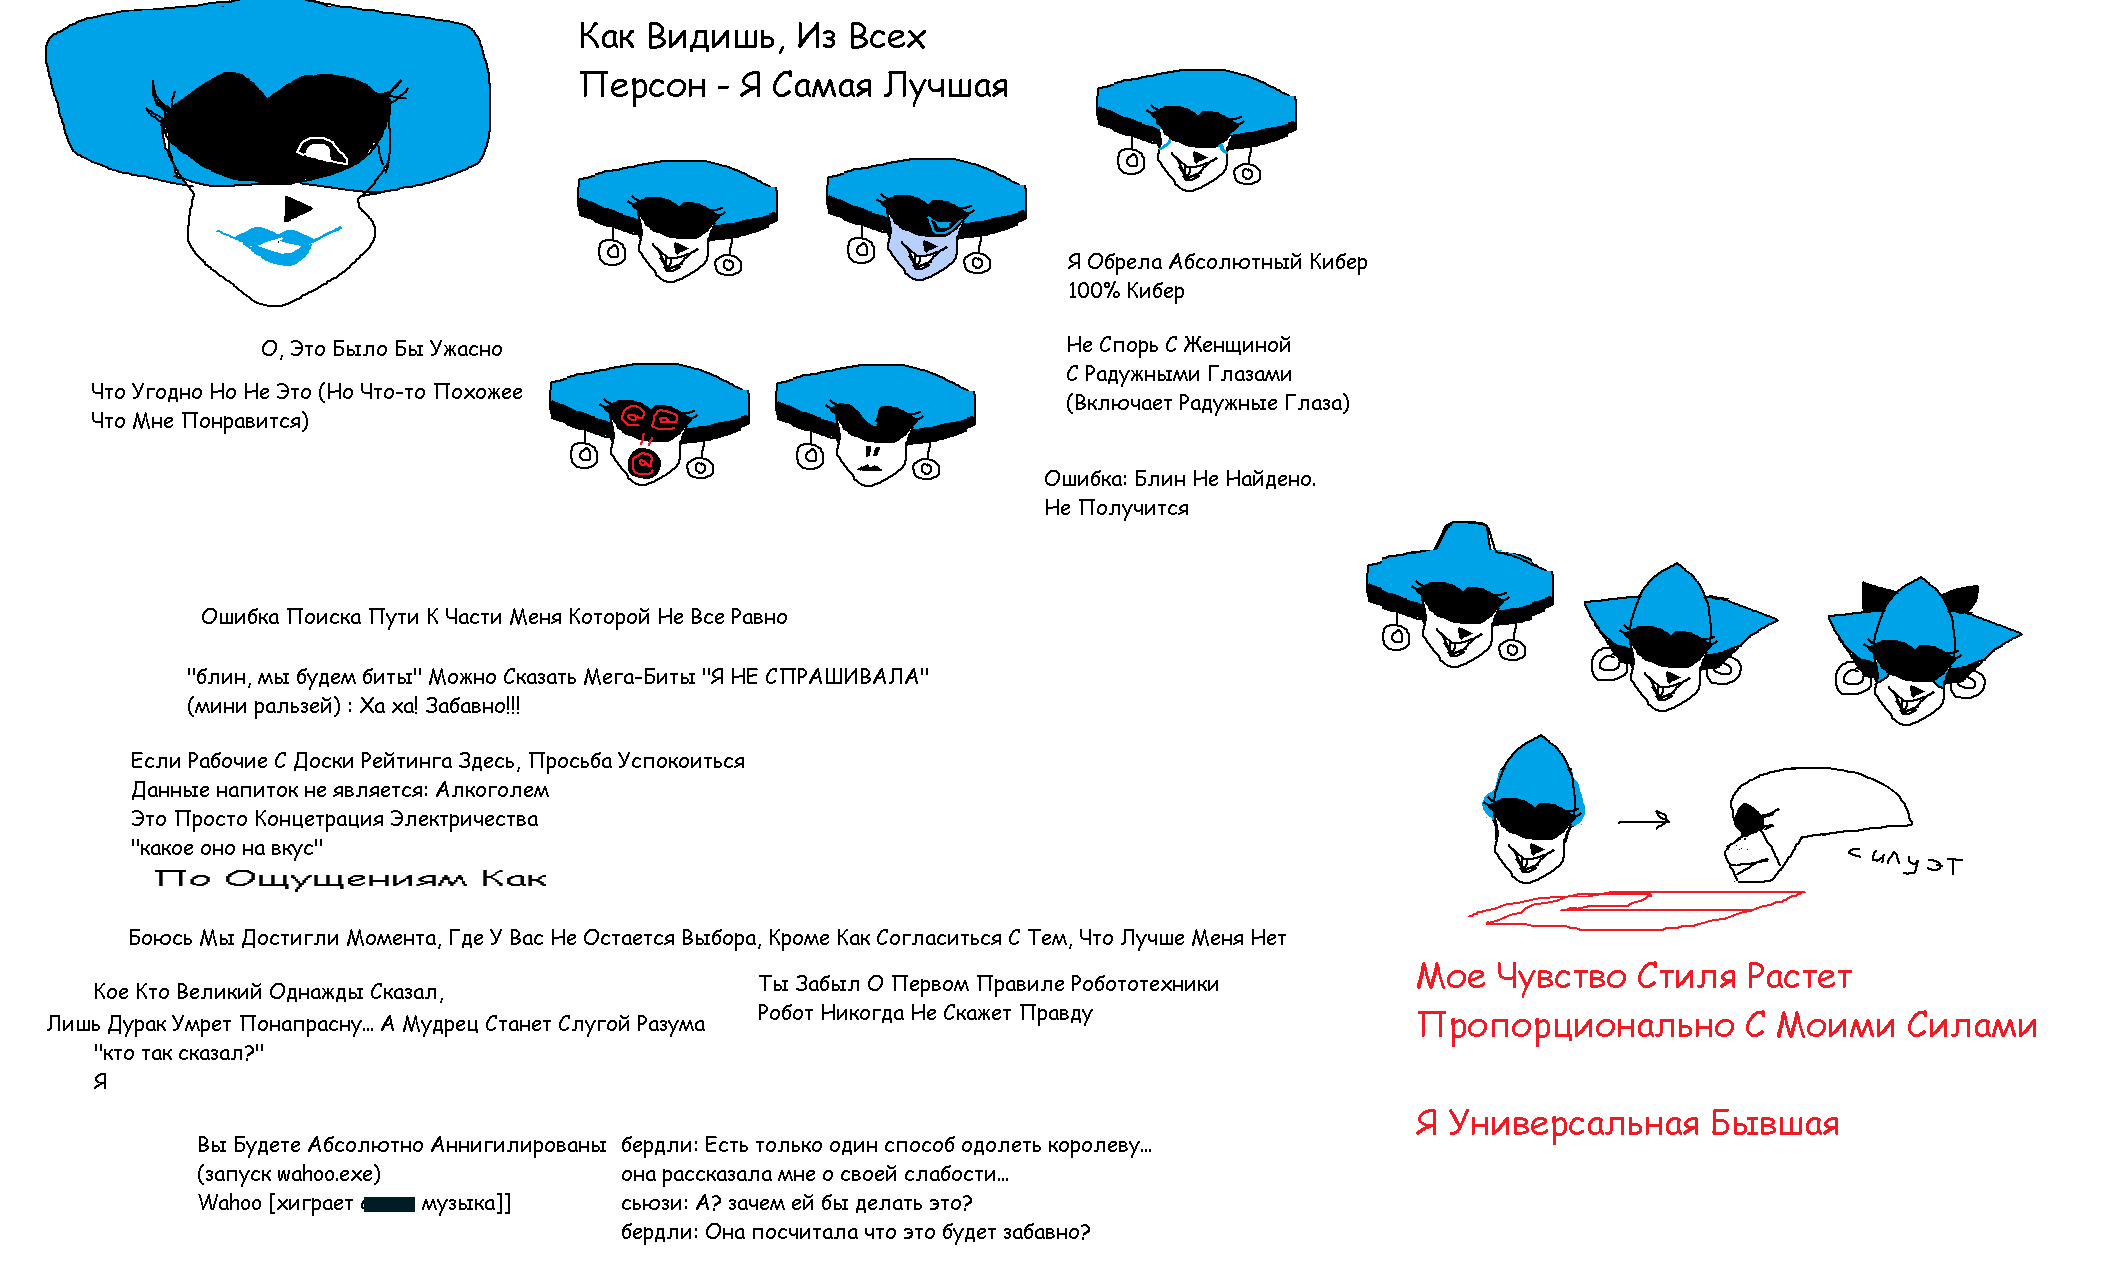 Как Видишь, Из Всех
Персон - Я Самая Лучшая
Я Обрела Абсолютный Кибер
100% Кибер
О, Это Было Бы Ужасно
Что Угодно Но Не Это (Но Что-то Похожее
Что Мне Понравится)
Не Спорь С Женщиной
С Радужными Глазами
(Включает Радужные Глаза)
Ошибка: Блин Не Найдено.
Не Получится
Ошибка Поиска Пути К Части Меня Которой Не Все Равно
"блин, мы будем биты" Можно Сказать Мега-Биты "Я НЕ СПРАШИВАЛА"
(мини ральзей) : Ха ха! Забавно!!!
Если Рабочие С Доски Рейтинга Здесь, Просьба Успокоиться
Данные напиток не является: Алкоголем
Это Просто Концетрация Электричества
"какое оно на вкус"
По Ощущениям Как
силуэт
Боюсь Мы Достигли Момента, Где У Вас Не Остается Выбора, Кроме Как Согласиться С Тем, Что Лучше Меня Нет
Кое Кто Великий Однажды Сказал,
Лишь Дурак Умрет Понапрасну... А Мудрец Станет Слугой Разума
"кто так сказал?"
Я
Ты Забыл О Первом Правиле Робототехники
Робот Никогда Не Скажет Правду
Мое Чувство Стиля Растет
Пропорционально С Моими Силами
Я Универсальная Бывшая
Вы Будете Абсолютно Аннигилированы
(запуск wahoo.exe)
Wahoo [хиграет музыка]]
бердли: Есть только один способ одолеть королеву...
она рассказала мне о своей слабости...
сьюзи: А? зачем ей бы делать это?
бердли: Она посчитала что это будет забавно?